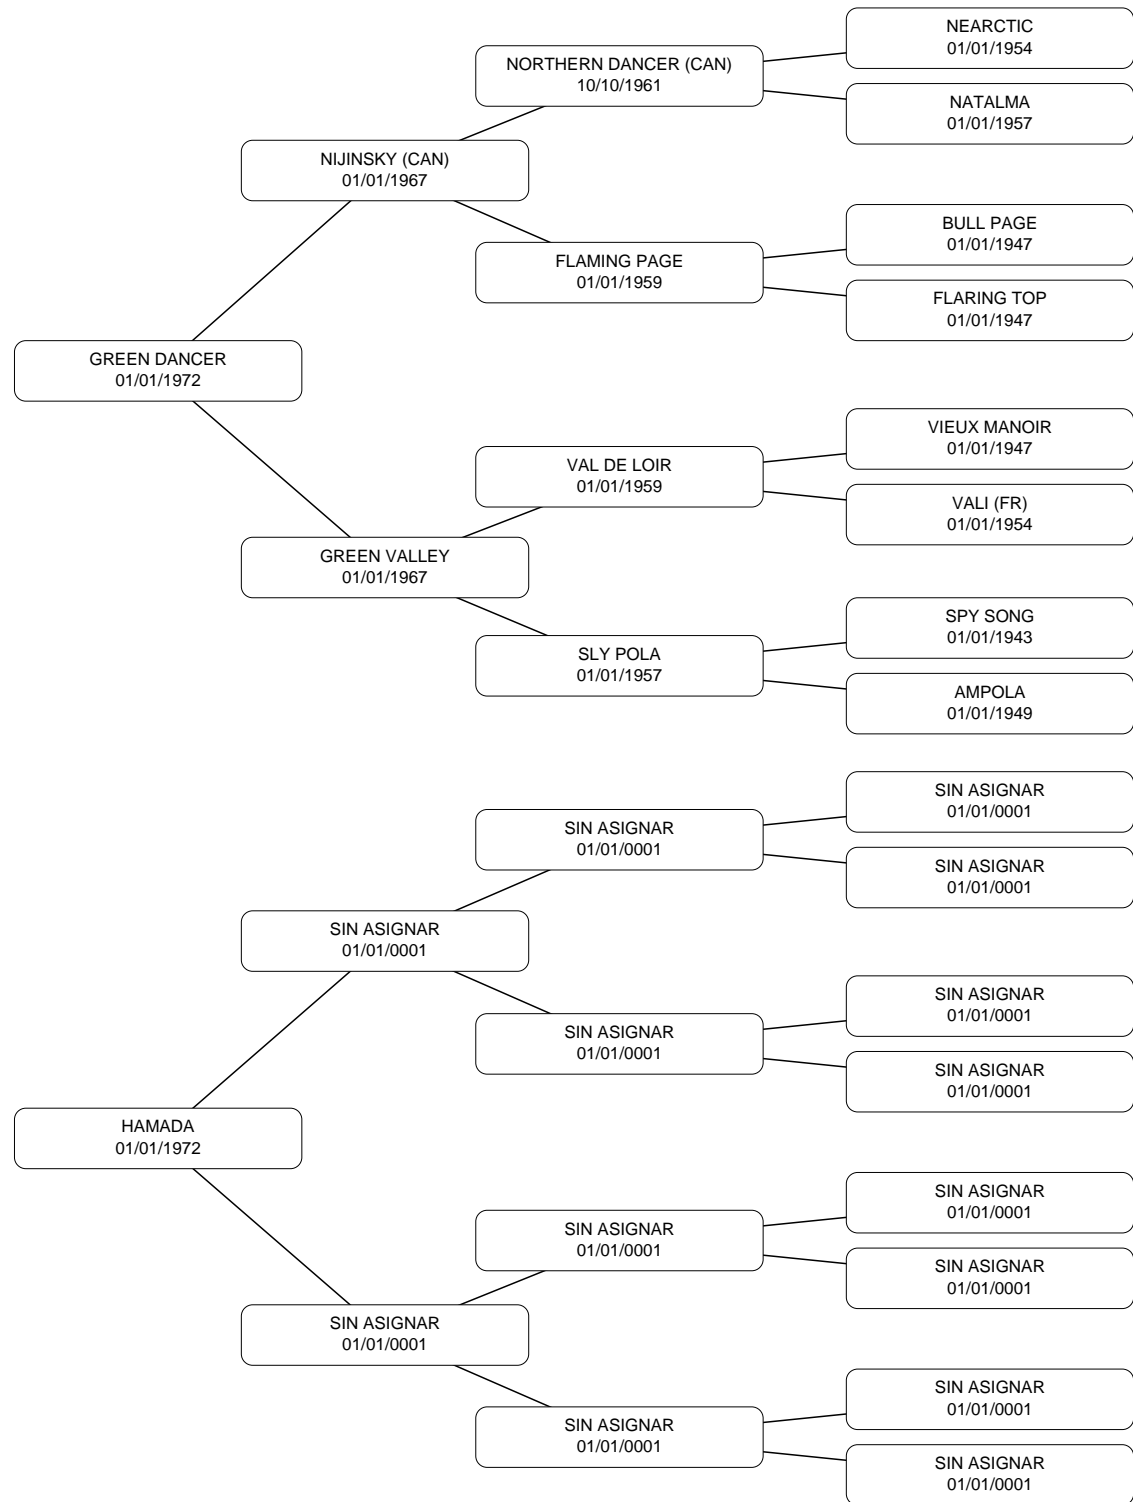 NEARCTIC
01/01/1954
NORTHERN DANCER (CAN)
10/10/1961
NATALMA
01/01/1957
NIJINSKY (CAN)
01/01/1967
BULL PAGE
01/01/1947
FLAMING PAGE
01/01/1959
FLARING TOP
01/01/1947
GREEN DANCER
01/01/1972
VIEUX MANOIR
01/01/1947
VAL DE LOIR
01/01/1959
VALI (FR)
01/01/1954
GREEN VALLEY
01/01/1967
SPY SONG
01/01/1943
SLY POLA
01/01/1957
AMPOLA
01/01/1949
SIN ASIGNAR
01/01/0001
SIN ASIGNAR
01/01/0001
SIN ASIGNAR
01/01/0001
SIN ASIGNAR
01/01/0001
SIN ASIGNAR
01/01/0001
SIN ASIGNAR
01/01/0001
SIN ASIGNAR
01/01/0001
HAMADA
01/01/1972
SIN ASIGNAR
01/01/0001
SIN ASIGNAR
01/01/0001
SIN ASIGNAR
01/01/0001
SIN ASIGNAR
01/01/0001
SIN ASIGNAR
01/01/0001
SIN ASIGNAR
01/01/0001
SIN ASIGNAR
01/01/0001